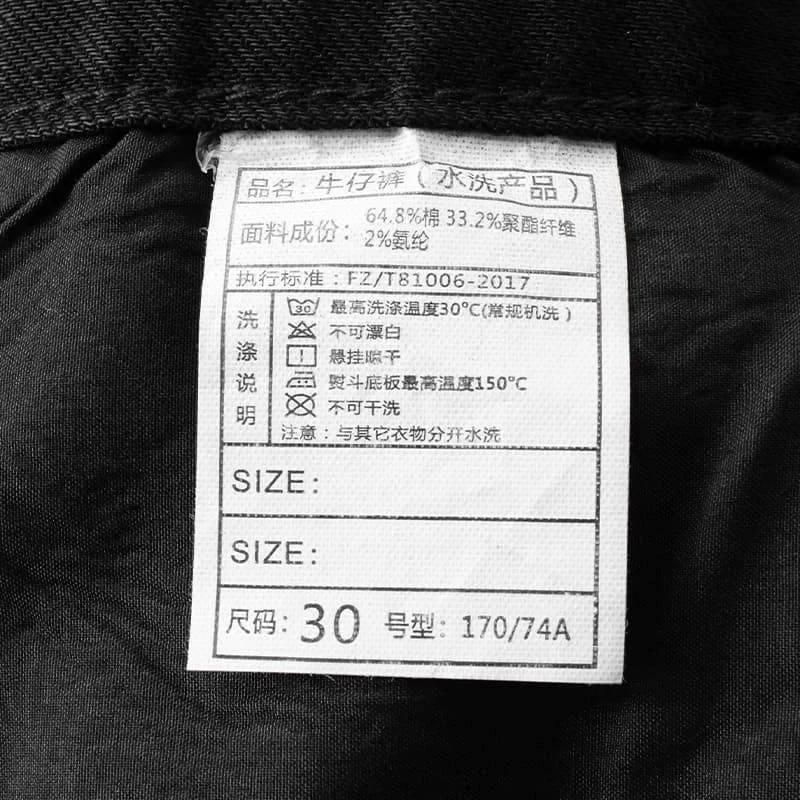 品名: 牛仔裤(水洗产品)
面料成份: 64.8%棉 33.2%聚酯纤维
2%氨纶
执行标准: FZ/T81006-2017
洗涤说明
30 最高洗涤温度30℃(常规机洗)
不可漂白
悬挂晾干
熨斗底板最高温度150℃
不可干洗
注意: 与其它衣物分开水洗
SIZE:
SIZE:
尺码: 30 号型: 170/74A